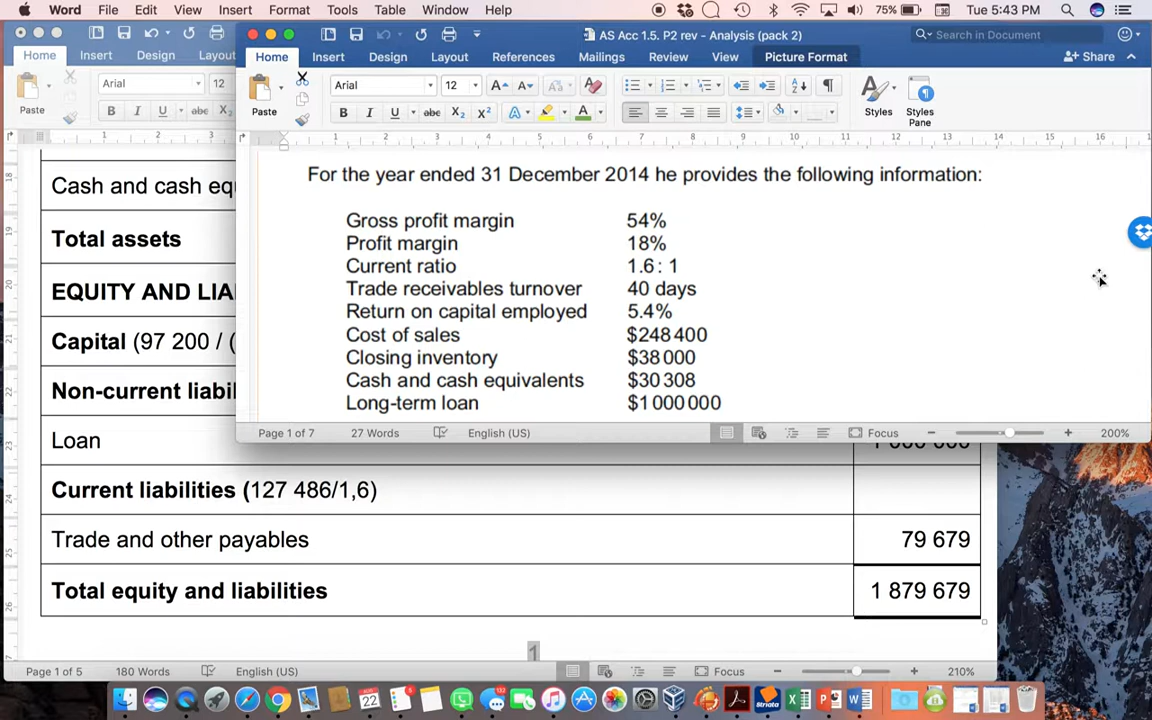 Word File Edit View Insert Format Tools Table Window Help 75% Tue 5:43 PM
AS Acc 1.5. P2 rev - Analysis (pack 2) Search in Document
Home Insert Design Home Insert Design Layout References Mailings Review View Picture Format Share
Paste Arial 12 Paste Arial 12 Styles Styles Pane
For the year ended 31 December 2014 he provides the following information:
Gross profit margin 54%
Profit margin 18%
Current ratio 1.6 : 1
Trade receivables turnover 40 days
Return on capital employed 5.4%
Cost of sales $248 400
Closing inventory $38 000
Cash and cash equivalents $30 308
Long-term loan $1 000 000
Page 1 of 7 27 Words English (US) Focus 200%
Cash and cash equ
Total assets
EQUITY AND LIA
Capital (97 200 / (
Non-current liabil
Loan
Current liabilities (127 486/1,6)
Trade and other payables 79 679
Total equity and liabilities 1 879 679
1
Page 1 of 5 180 Words English (US) Focus 210%